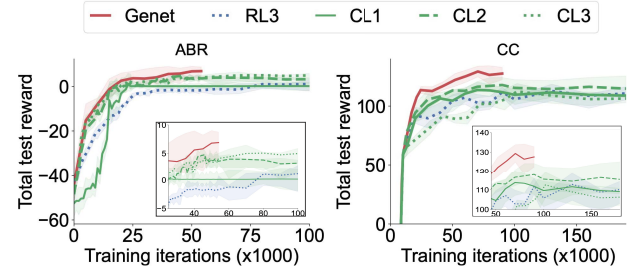 Genet RL3 CL1 CL2 CL3
ABR
Total test reward
0
−20
−40
−60
0 25 50 75 100
Training iterations (x1000)
10
5
0
−5
40 60 80 100
CC
Total test reward
100
50
0
0 50 100 150
Training iterations (x1000)
140
130
120
110
100
50 100 150